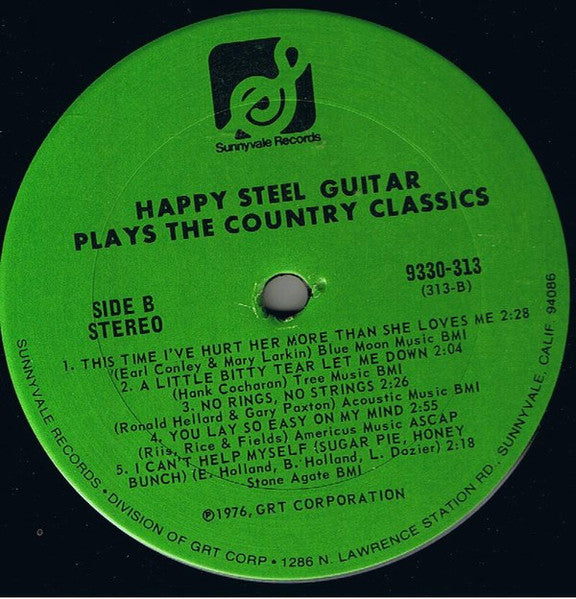 Sunnyvale Records
HAPPY STEEL GUITAR
PLAYS THE COUNTRY CLASSICS
SIDE B
STEREO
9330-313
(313-B)
1. THIS TIME I'VE HURT HER MORE THAN SHE LOVES ME 2:28
(Earl Conley & Mary Larkin) Blue Moon Music BMI
2. A LITTLE BITTY TEAR LET ME DOWN 2:04
(Hank Cocharan) Tree Music BMI
3. NO RINGS, NO STRINGS 2:26
(Ronald Hellard & Gary Paxton) Acoustic Music BMI
4. YOU LAY SO EASY ON MY MIND 2:55
(Riis, Rice & Fields) Americus Music ASCAP
5. I CAN'T HELP MYSELF {SUGAR PIE, HONEY
BUNCH) (E. Holland, B. Holland, L. Dozier) 2:18
Stone Agate BMI
℗1976, GRT CORPORATION
SUNNYVALE RECORDS • DIVISION OF GRT CORP • 1286 N. LAWRENCE STATION RD., SUNNYVALE, CALIF. 94086